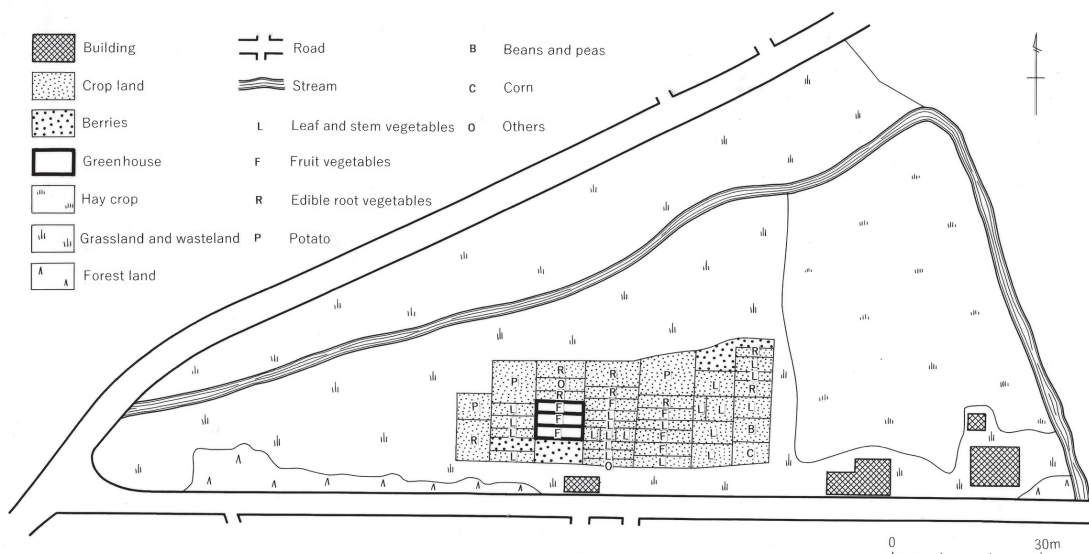 Building
Crop land
Berries
Greenhouse
Hay crop
Grassland and wasteland
Forest land
Road
Stream
L Leaf and stem vegetables
F Fruit vegetables
R Edible root vegetables
P Potato
B Beans and peas
C Corn
O Others
P
R
P
L
L
L
L
R
O
R
F
F
F
R
R
F
L
F
L L L L
L
L
O
P
R
F
L
F
L
F
L
L
L L L
L
L
R
L
L
R
L
B
C
0 30m